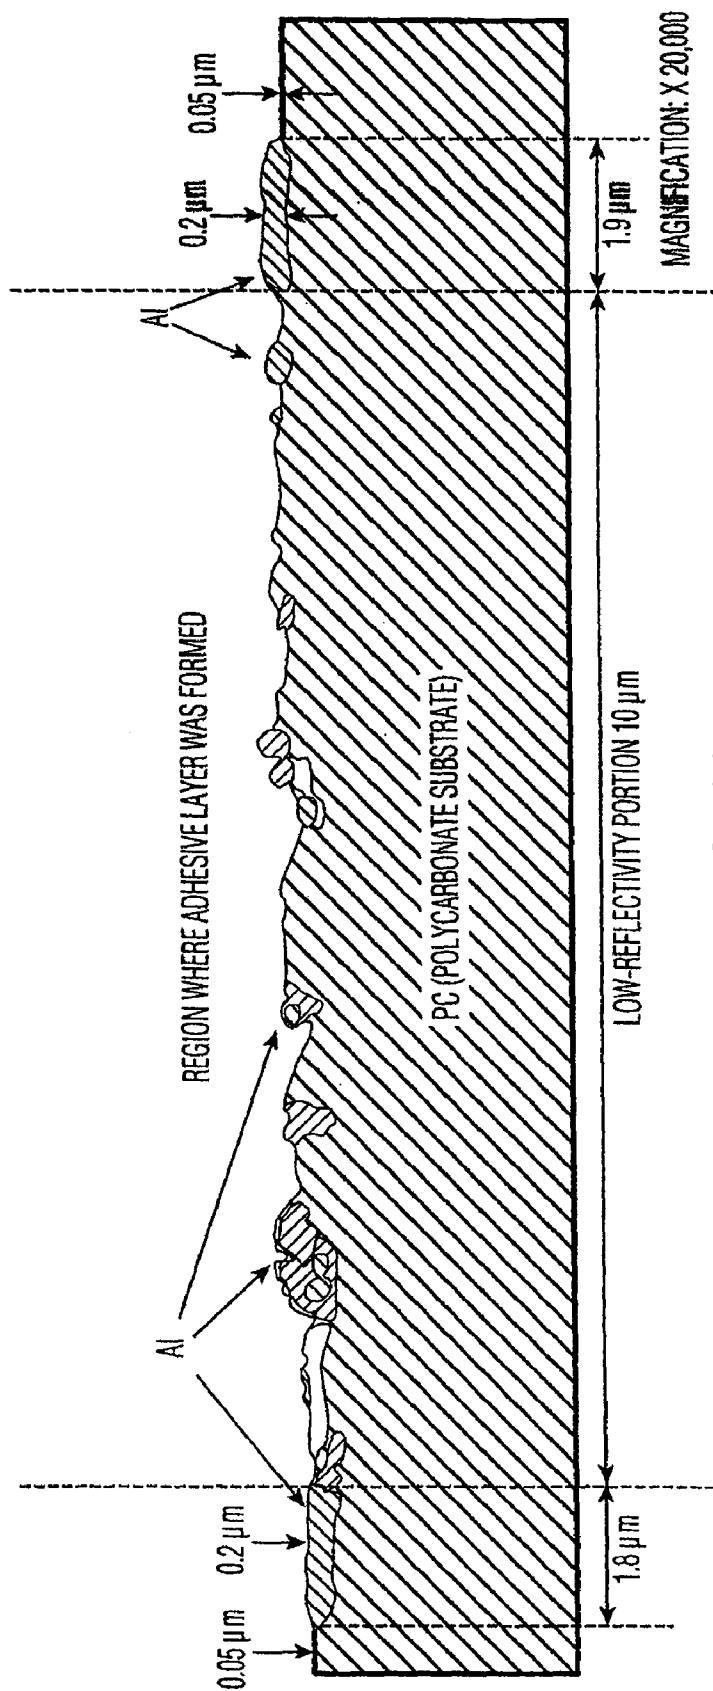 REGION WHERE ADHESIVE LAYER WAS FORMED
Al
Al
0.05 µm
0.2 µm
0.2 µm
0.05 µm
PC (POLYCARBONATE SUBSTRATE)
1.8 µm
LOW-REFLECTIVITY PORTION 10 µm
1.9 µm
MAGNIFICATION: X 20,000